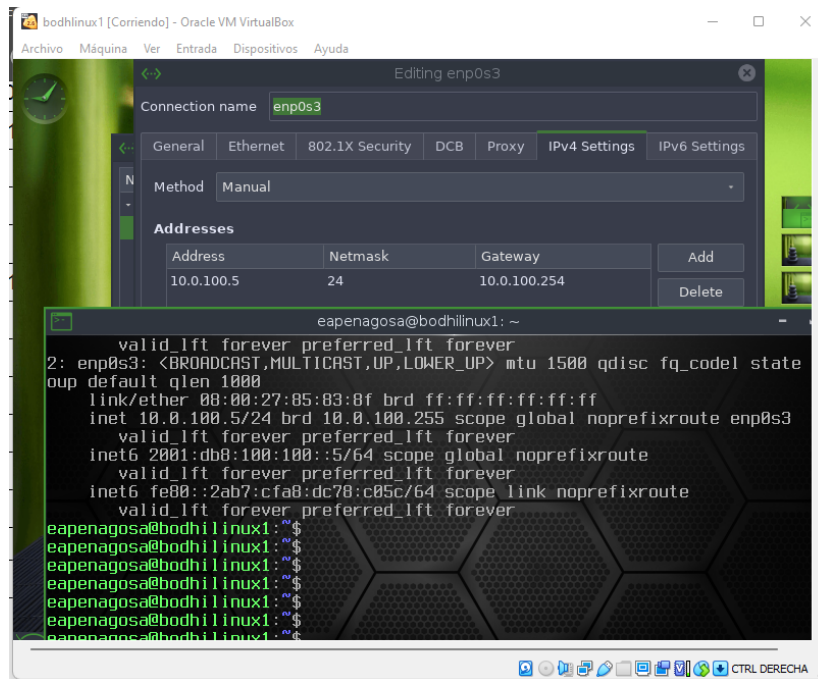 bodhlinux1 [Corriendo] - Oracle VM VirtualBox
Archivo Máquina Ver Entrada Dispositivos Ayuda
Editing enp0s3
Connection name enp0s3
General Ethernet 802.1X Security DCB Proxy IPv4 Settings IPv6 Settings
N
Method Manual
Addresses
Address Netmask Gateway
10.0.100.5 24 10.0.100.254
Add
Delete
eapenagosa@bodhilinux1: ~
valid_lft forever preferred_lft forever
2: enp0s3: <BROADCAST,MULTICAST,UP,LOWER_UP> mtu 1500 qdisc fq_codel state
oup default qlen 1000
link/ether 08:00:27:85:83:8f brd ff:ff:ff:ff:ff:ff
inet 10.0.100.5/24 brd 10.0.100.255 scope global noprefixroute enp0s3
valid_lft forever preferred_lft forever
inet6 2001:db8:100:100::5/64 scope global noprefixroute
valid_lft forever preferred_lft forever
inet6 fe80::2ab7:cfa8:dc78:c05c/64 scope link noprefixroute
valid_lft forever preferred_lft forever
eapenagosa@bodhilinux1:~$
eapenagosa@bodhilinux1:~$
eapenagosa@bodhilinux1:~$
eapenagosa@bodhilinux1:~$
eapenagosa@bodhilinux1:~$
eapenagosa@bodhilinux1:~$
eapenagosa@bodhilinux1:~$
CTRL DERECHA